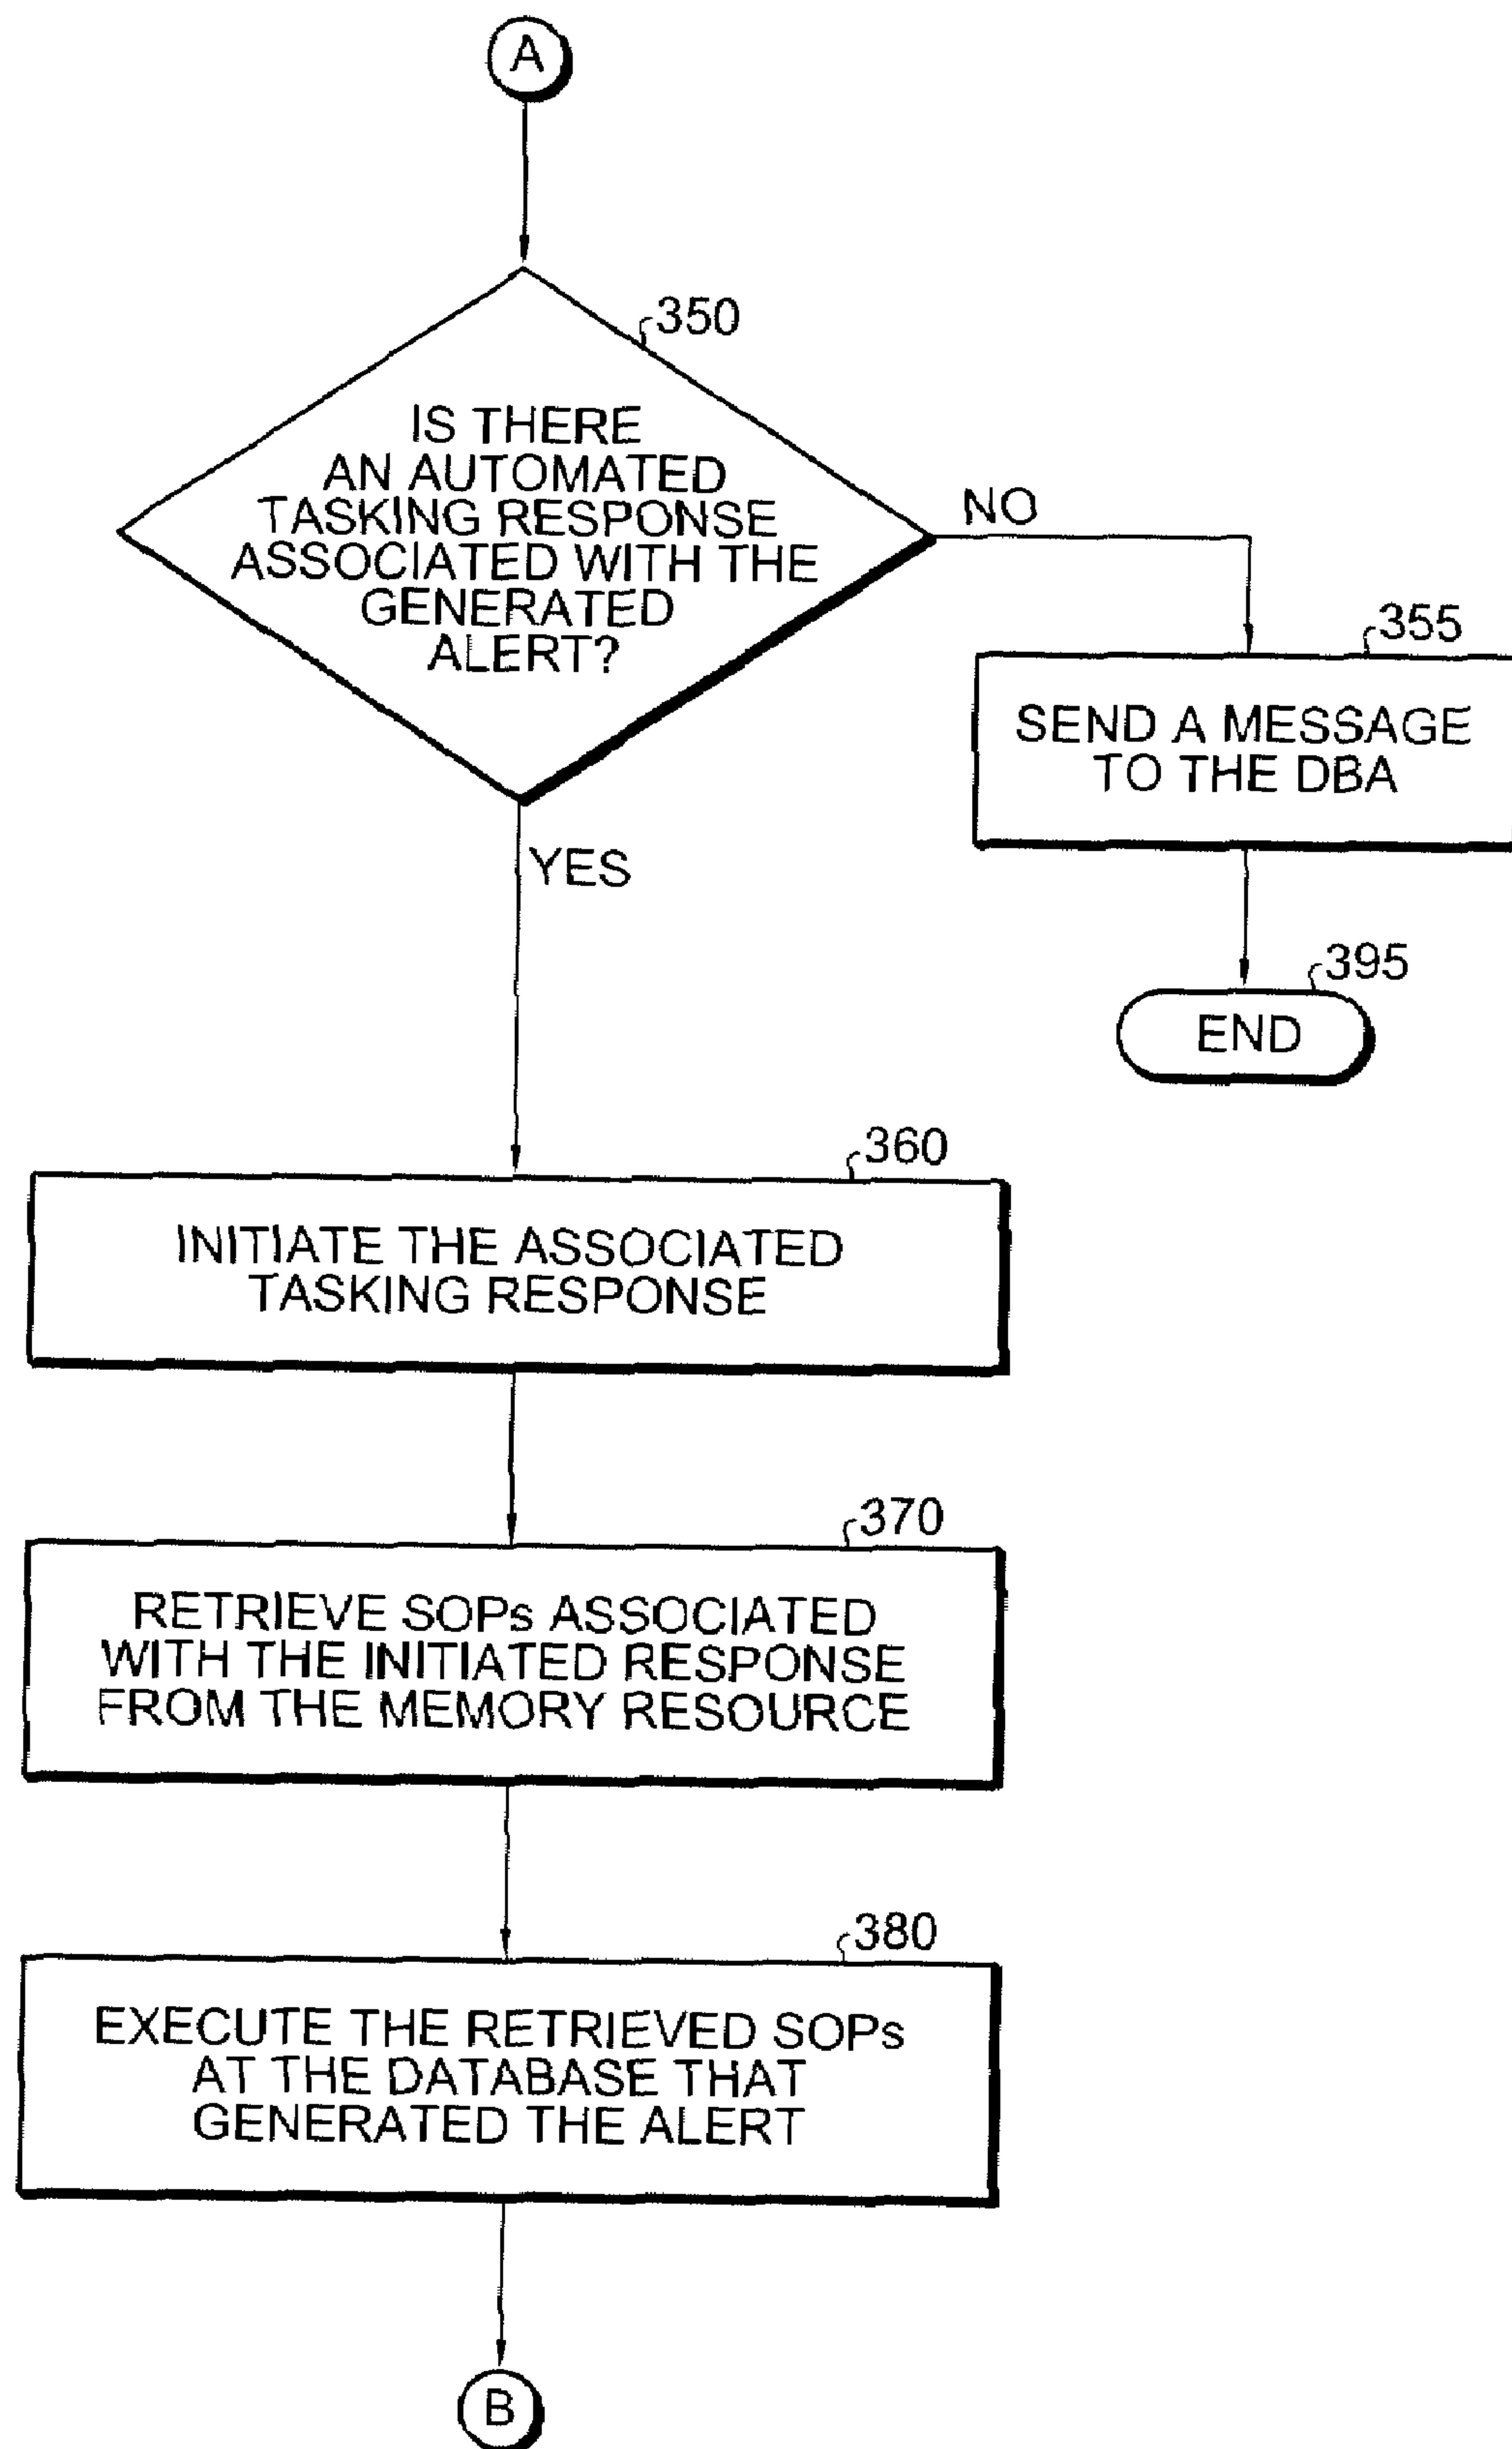 A
350
IS THERE
AN AUTOMATED
TASKING RESPONSE
ASSOCIATED WITH THE
GENERATED
ALERT?
NO
355
SEND A MESSAGE
TO THE DBA
395
END
YES
360
INITIATE THE ASSOCIATED
TASKING RESPONSE
370
RETRIEVE SOPs ASSOCIATED
WITH THE INITIATED RESPONSE
FROM THE MEMORY RESOURCE
380
EXECUTE THE RETRIEVED SOPs
AT THE DATABASE THAT
GENERATED THE ALERT
B